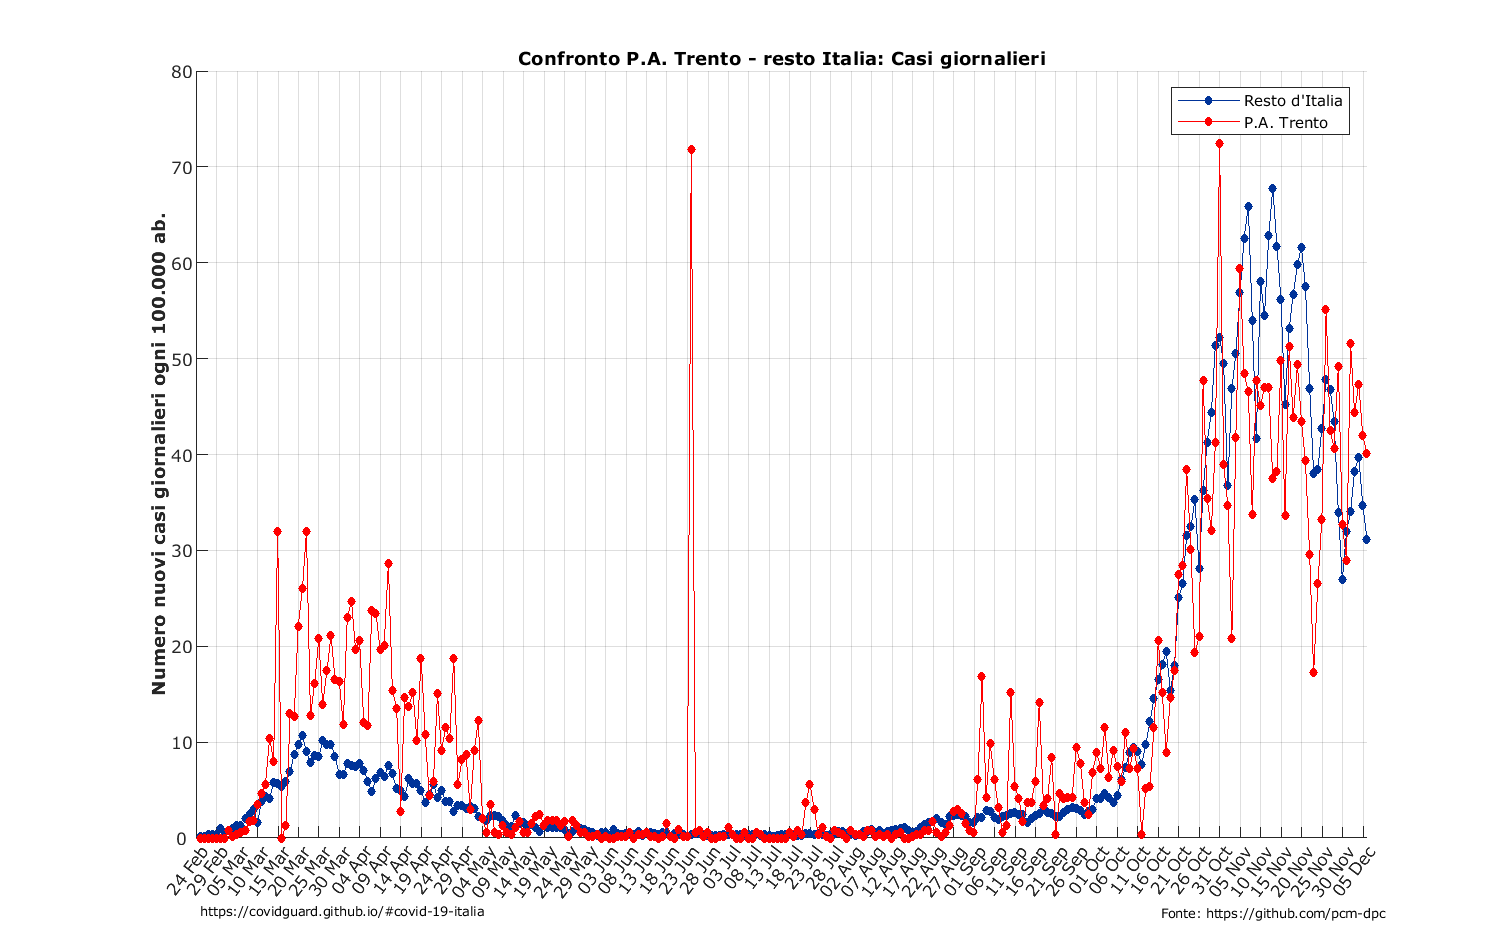 Confronto P.A. Trento - resto Italia: Casi giornalieri
Numero nuovi casi giornalieri ogni 100.000 ab.
80
70
60
50
40
30
20
10
0
Resto d'Italia
P.A. Trento
24 Feb
29 Feb
05 Mar
10 Mar
15 Mar
20 Mar
25 Mar
30 Mar
04 Apr
09 Apr
14 Apr
19 Apr
24 Apr
29 Apr
04 May
09 May
14 May
19 May
24 May
29 May
03 Jun
08 Jun
13 Jun
18 Jun
23 Jun
28 Jun
03 Jul
08 Jul
13 Jul
18 Jul
23 Jul
28 Jul
02 Aug
07 Aug
12 Aug
17 Aug
22 Aug
27 Aug
01 Sep
06 Sep
11 Sep
16 Sep
21 Sep
26 Sep
01 Oct
06 Oct
11 Oct
16 Oct
21 Oct
26 Oct
31 Oct
05 Nov
10 Nov
15 Nov
20 Nov
25 Nov
30 Nov
05 Dec
https://covidguard.github.io/#covid-19-italia
Fonte: https://github.com/pcm-dpc